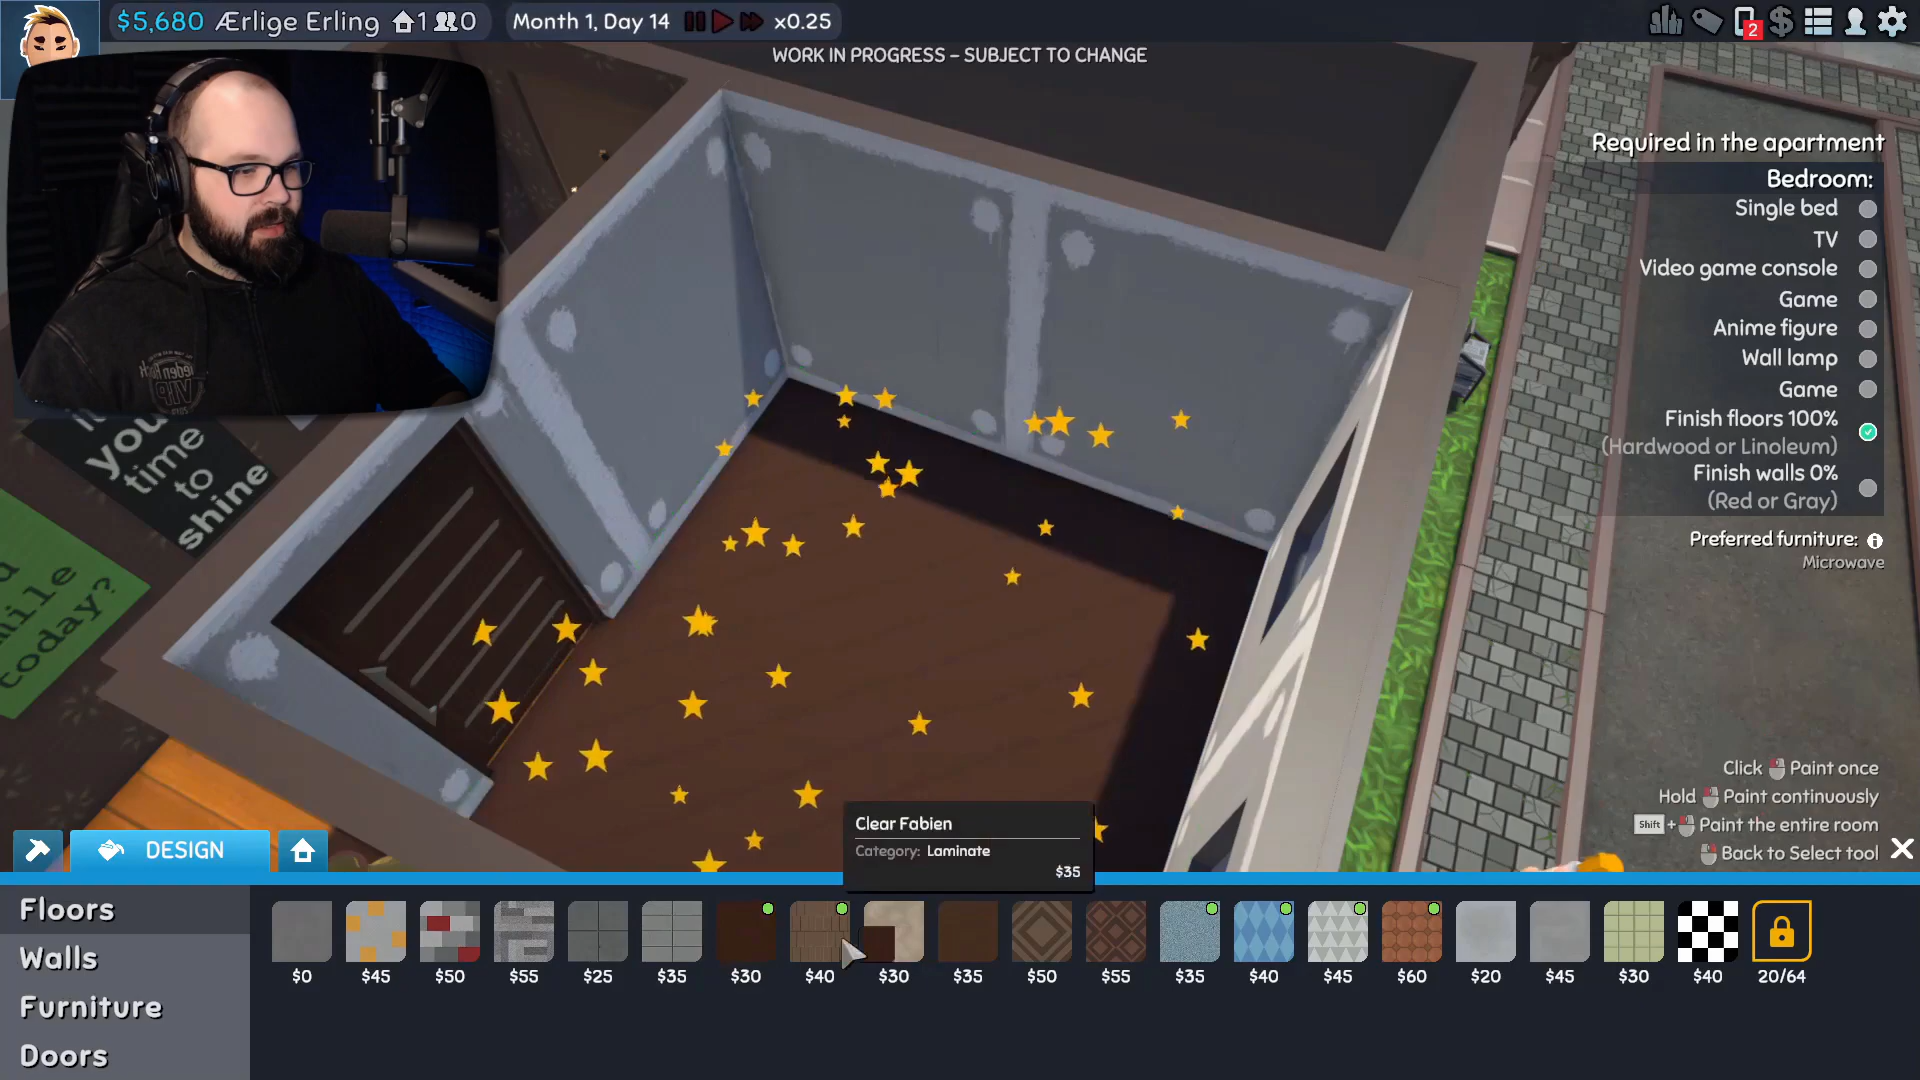 $5,680 Ærlige Erling 1 0
Month 1, Day 14 x0.25
2
WORK IN PROGRESS – SUBJECT TO CHANGE
you
time
to
shine
today?
Required in the apartment
Bedroom:
Single bed
TV
Video game console
Game
Anime figure
Wall lamp
Game
Finish floors 100%
(Hardwood or Linoleum)
Finish walls 0%
(Red or Gray)
Preferred furniture:
Microwave
Click Paint once
Hold Paint continuously
Shift + Paint the entire room
Back to Select tool
Clear Fabien
Category: Laminate
$35
DESIGN
Floors
Walls
Furniture
Doors
$0 $45 $50 $55 $25 $35 $30 $40 $30 $35 $50 $55 $35 $40 $45 $60 $20 $45 $30 $40 20/64